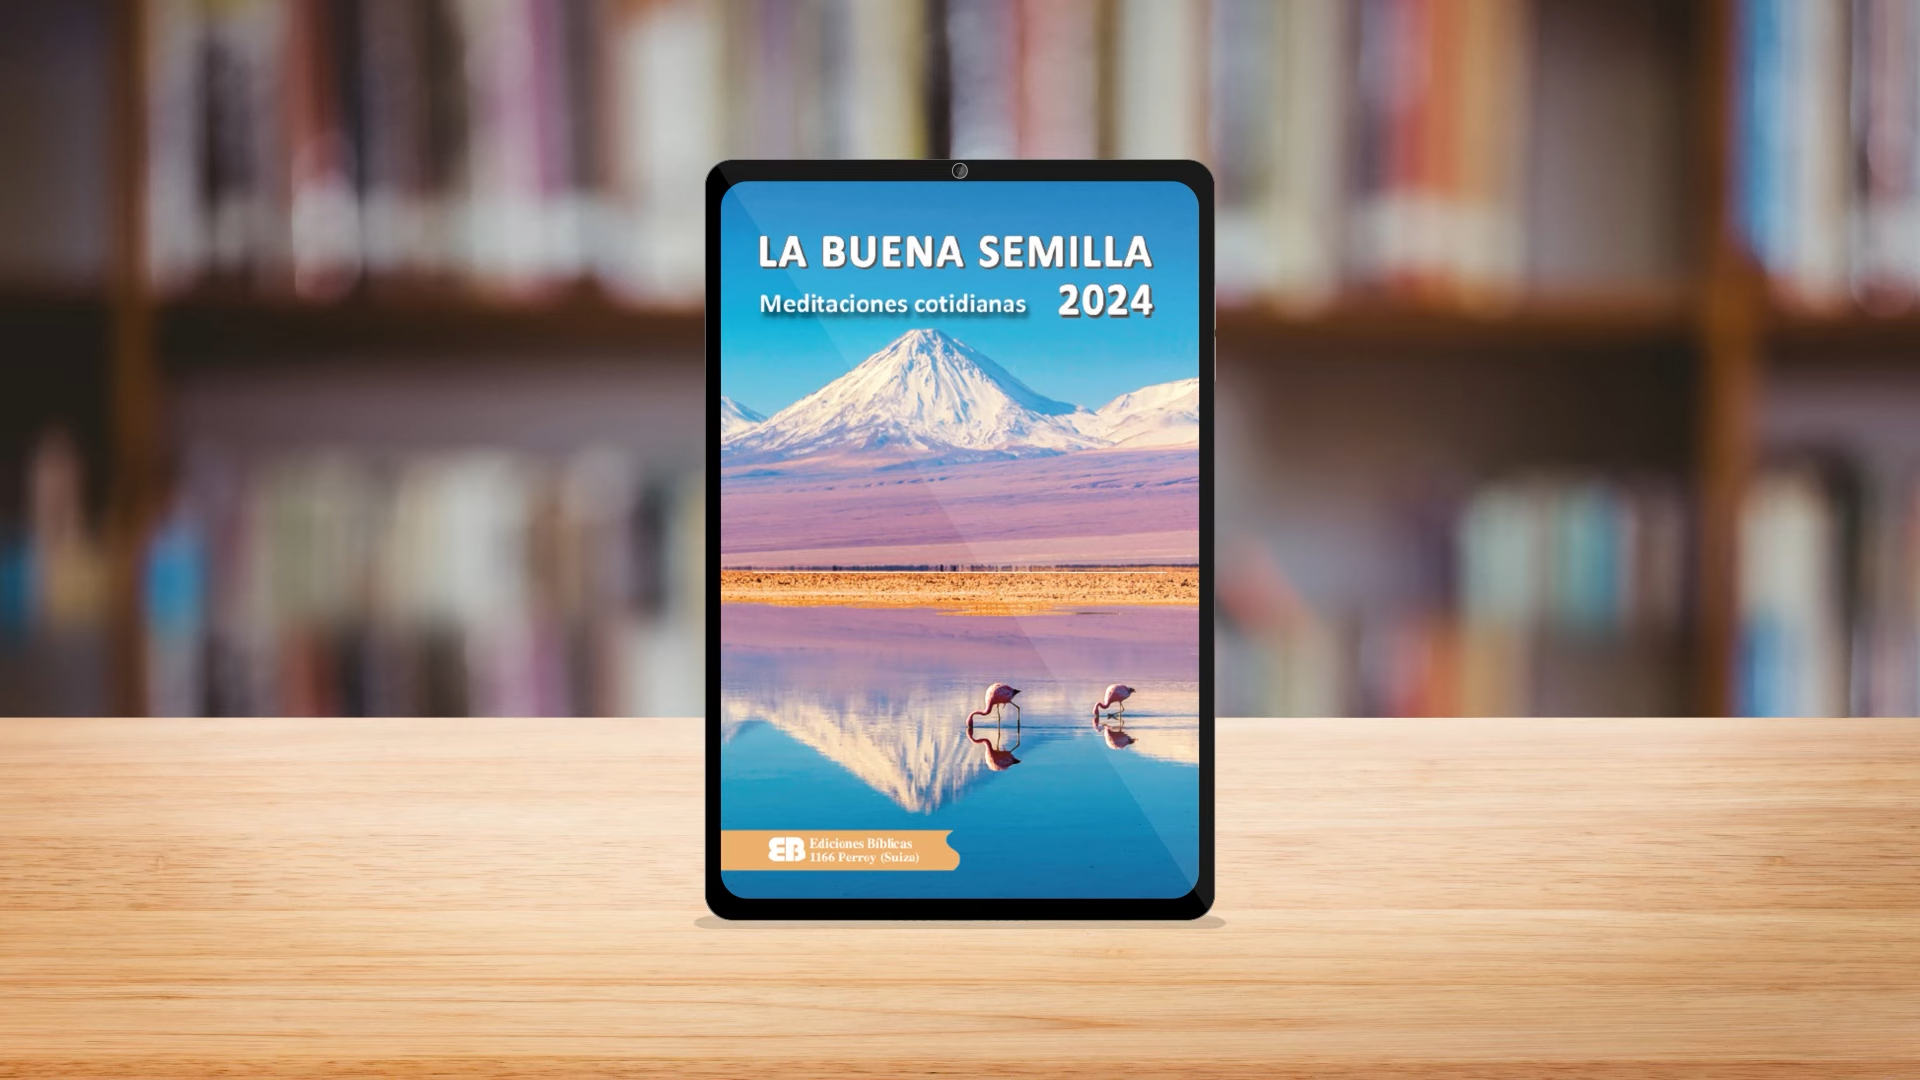 LA BUENA SEMILLA
Meditaciones cotidianas 2024
EB Ediciones Bíblicas
1166 Perroy (Suiza)